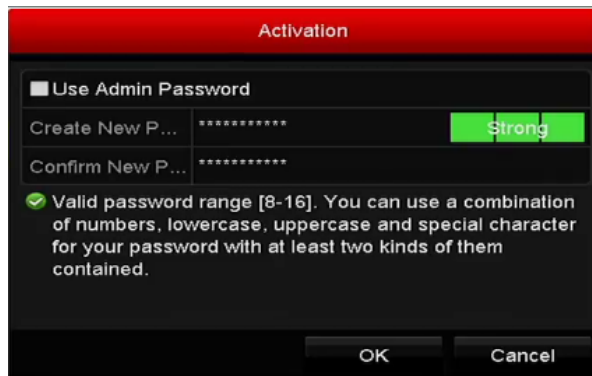 Activation
Use Admin Password
Create New P... *********** Strong
Confirm New P... ***********
Valid password range [8-16]. You can use a combination
of numbers, lowercase, uppercase and special character
for your password with at least two kinds of them
contained.
OK Cancel